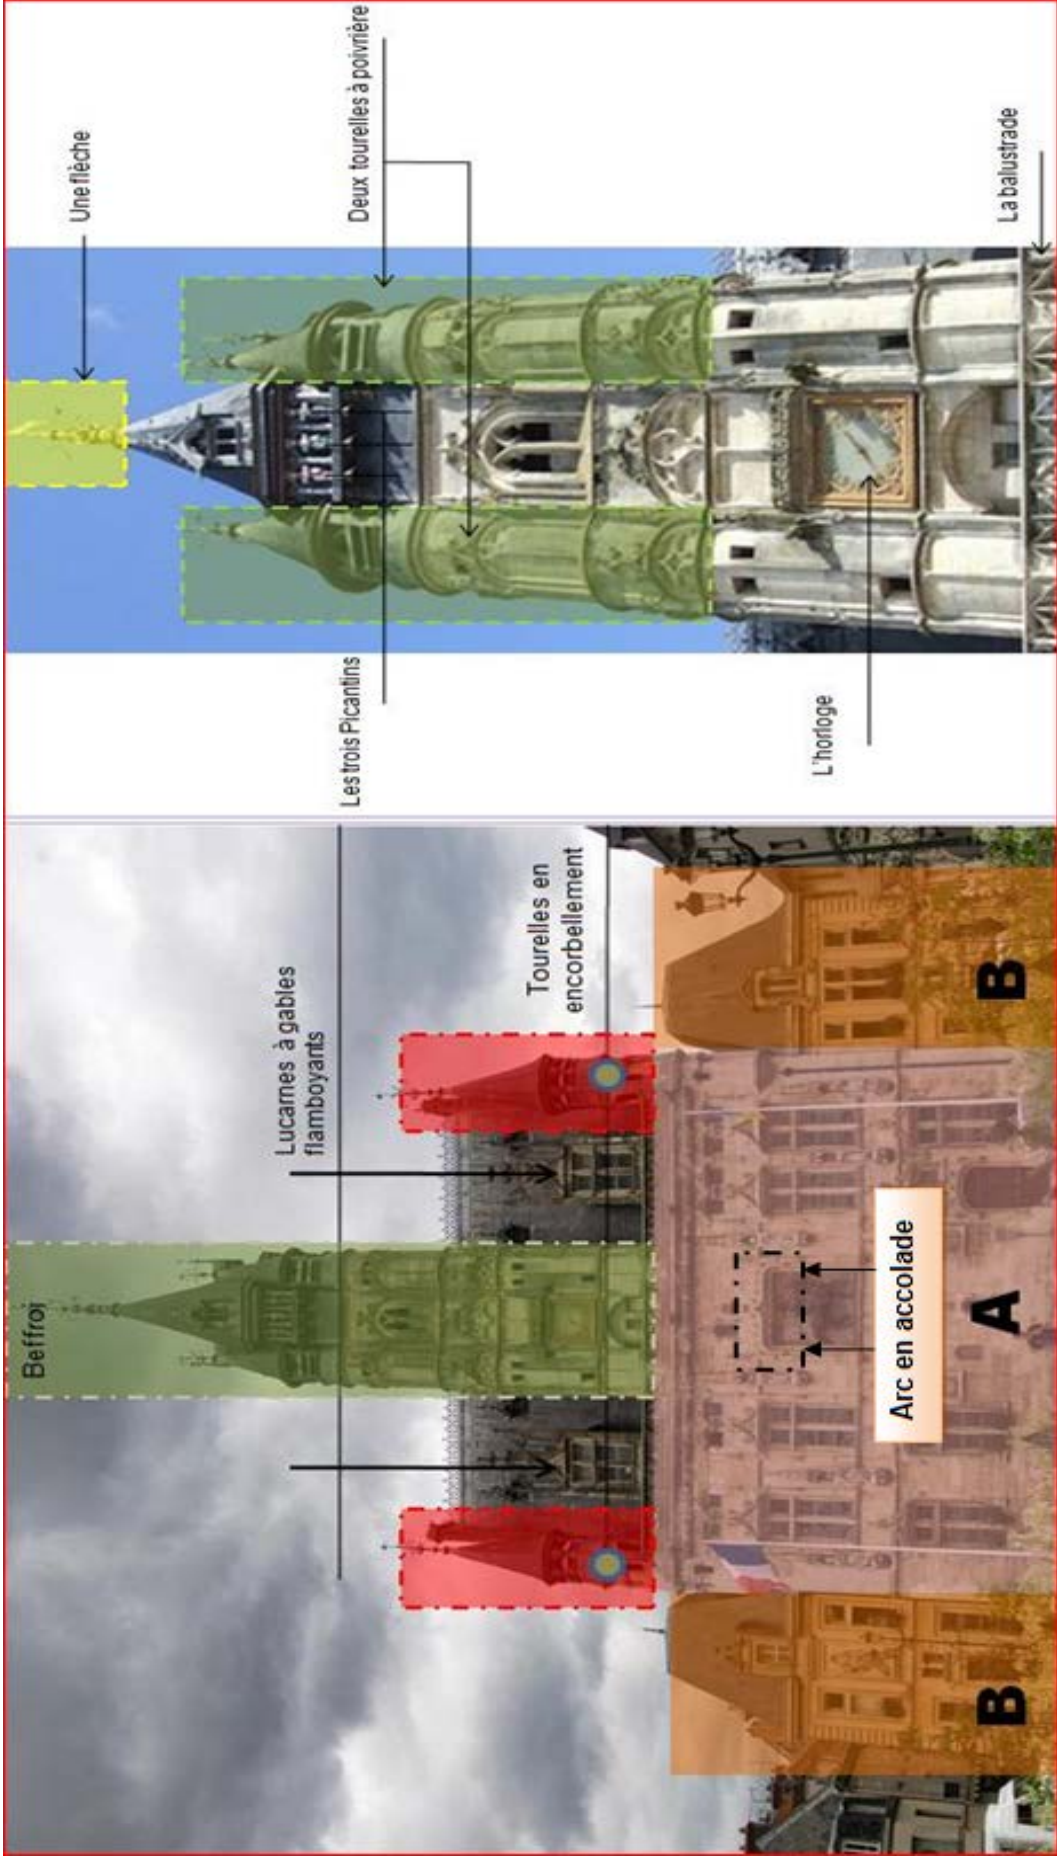 Beffroi
Lucarnes à gables
flamboyants
Tourelles en
encorbellement
Arc en accolade
B
A
B
Une flèche
Deux tourelles à poivrière
Les trois Picantins
L'horloge
La balustrade